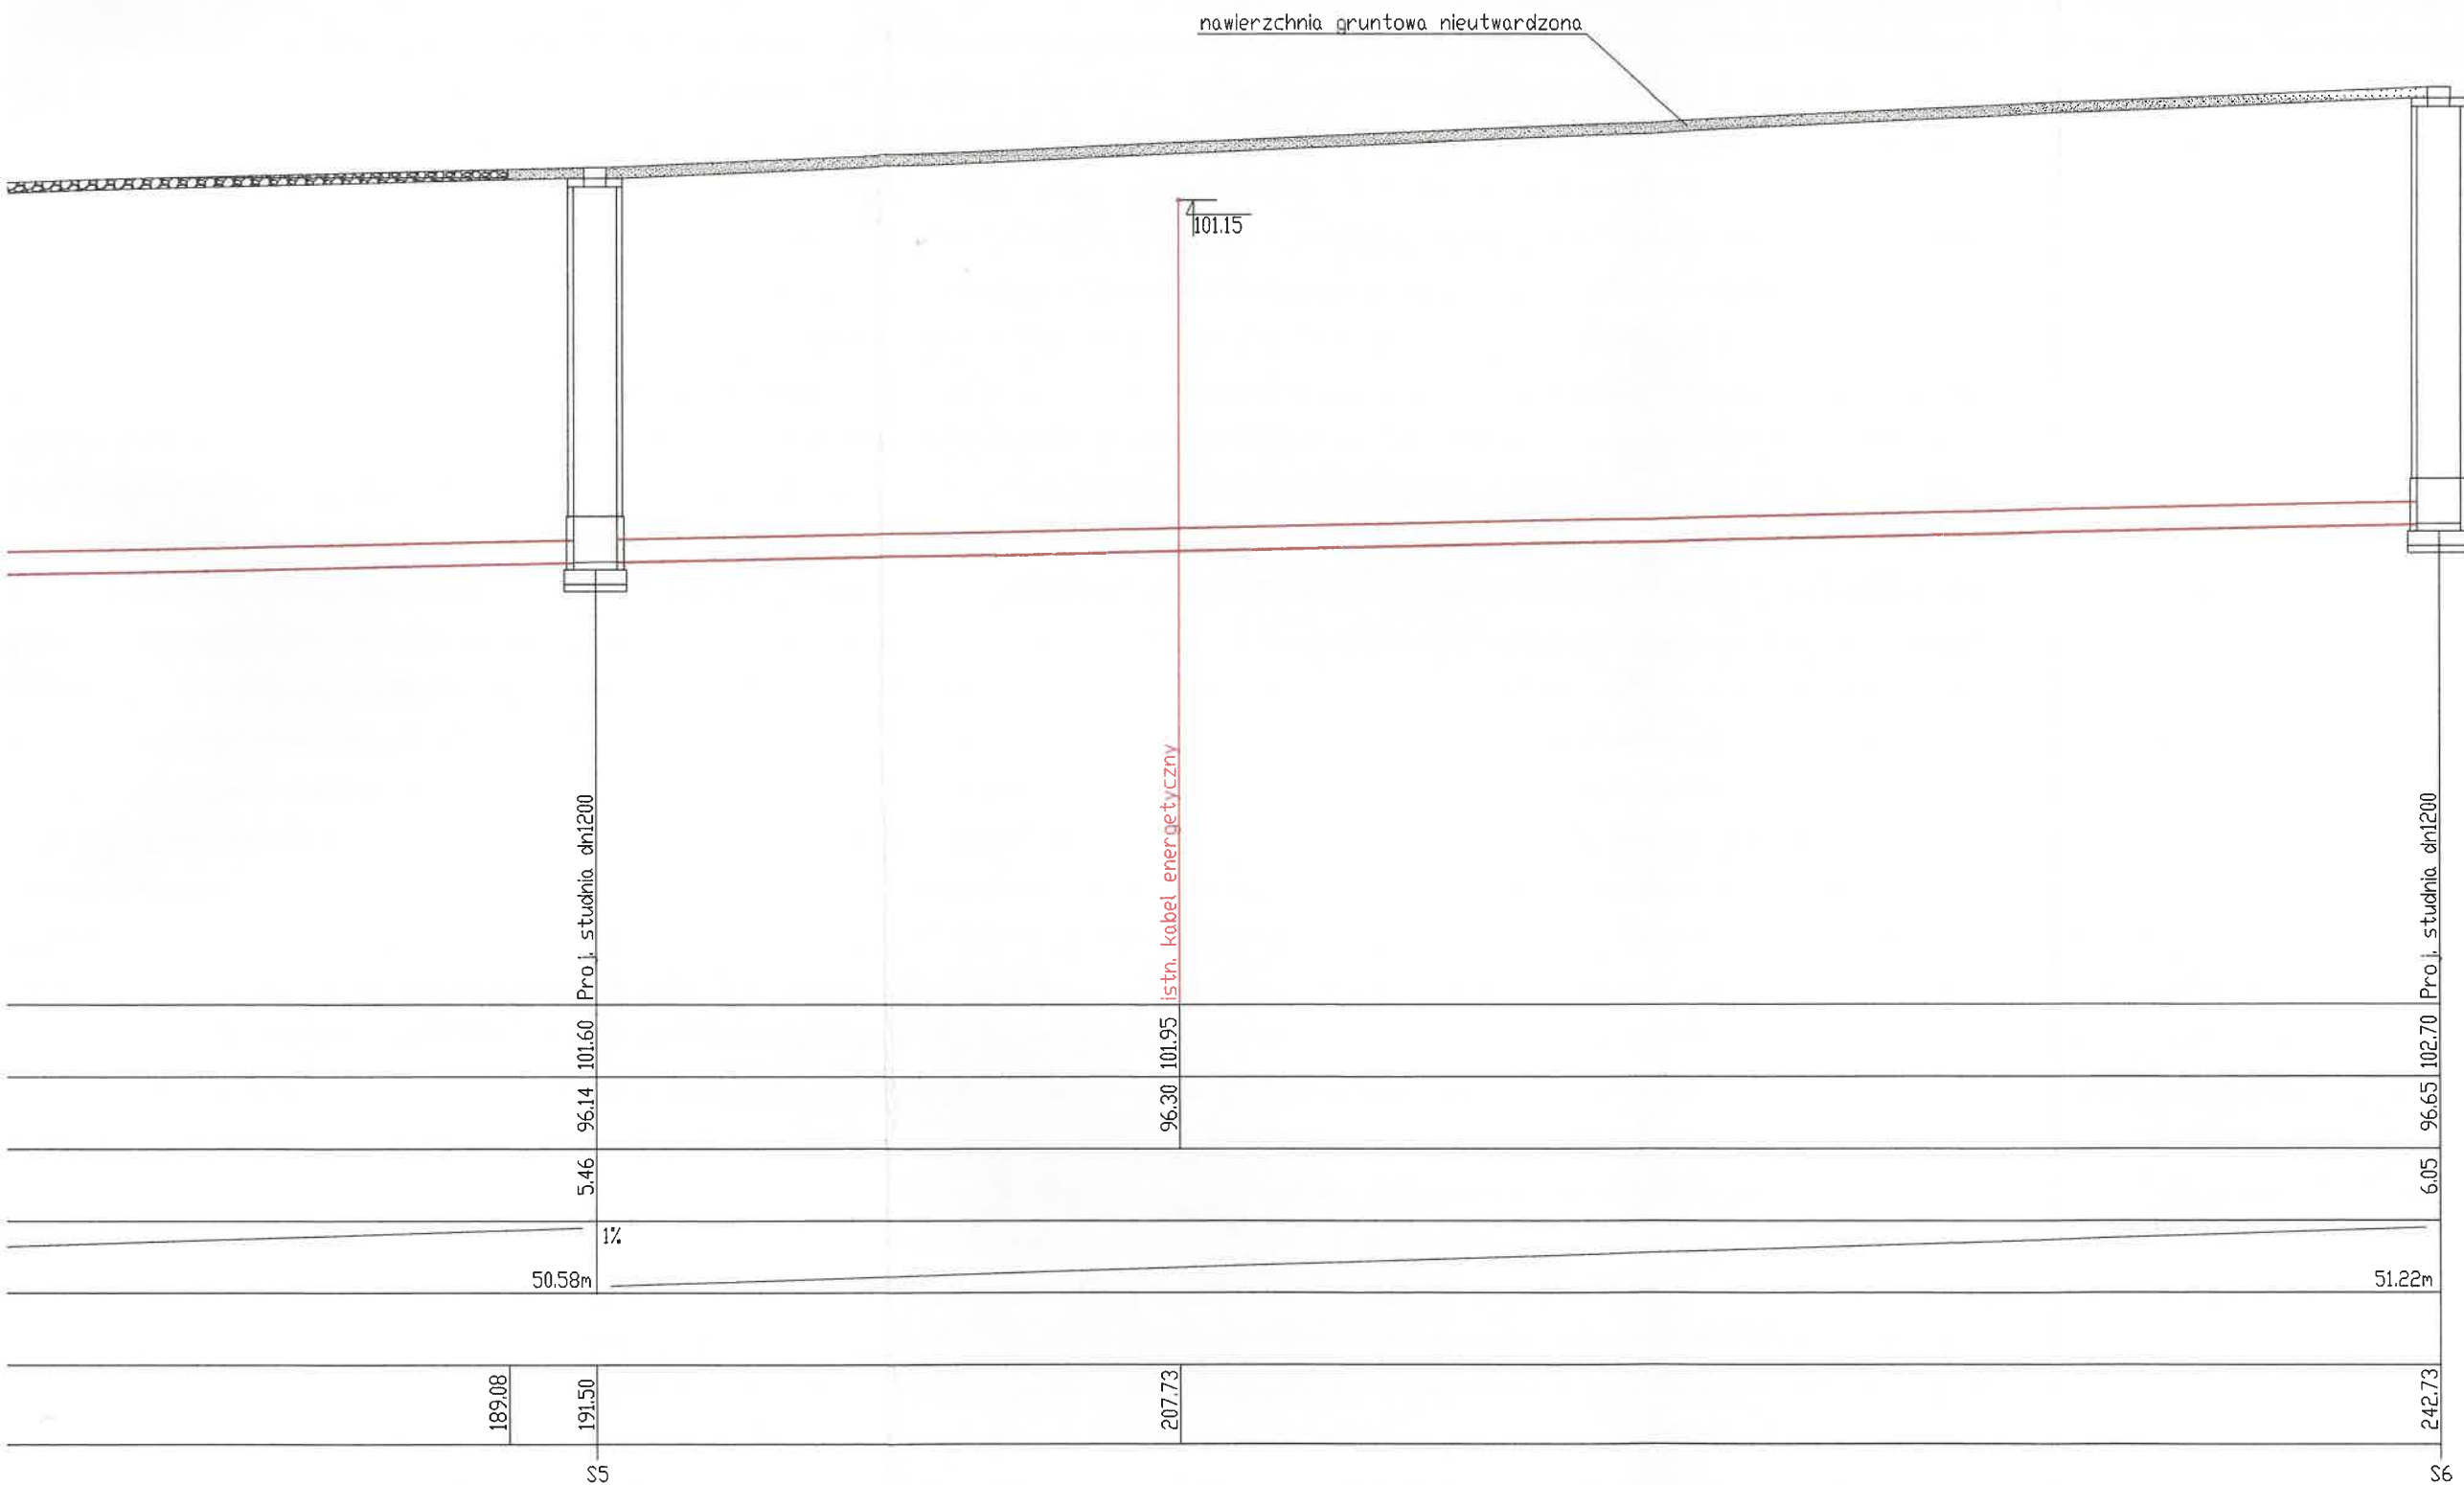 nawierzchnia gruntowa nieutwardzona
101.15
Proj. studnia dn1200
istn. kabel energetyczny
Proj. studnia dn1200
101.60
101.95
102.70
96.14
96.30
96.65
5.46
6.05
1%
50.58m
51.22m
189.08
191.50
207.73
242.73
S5
S6